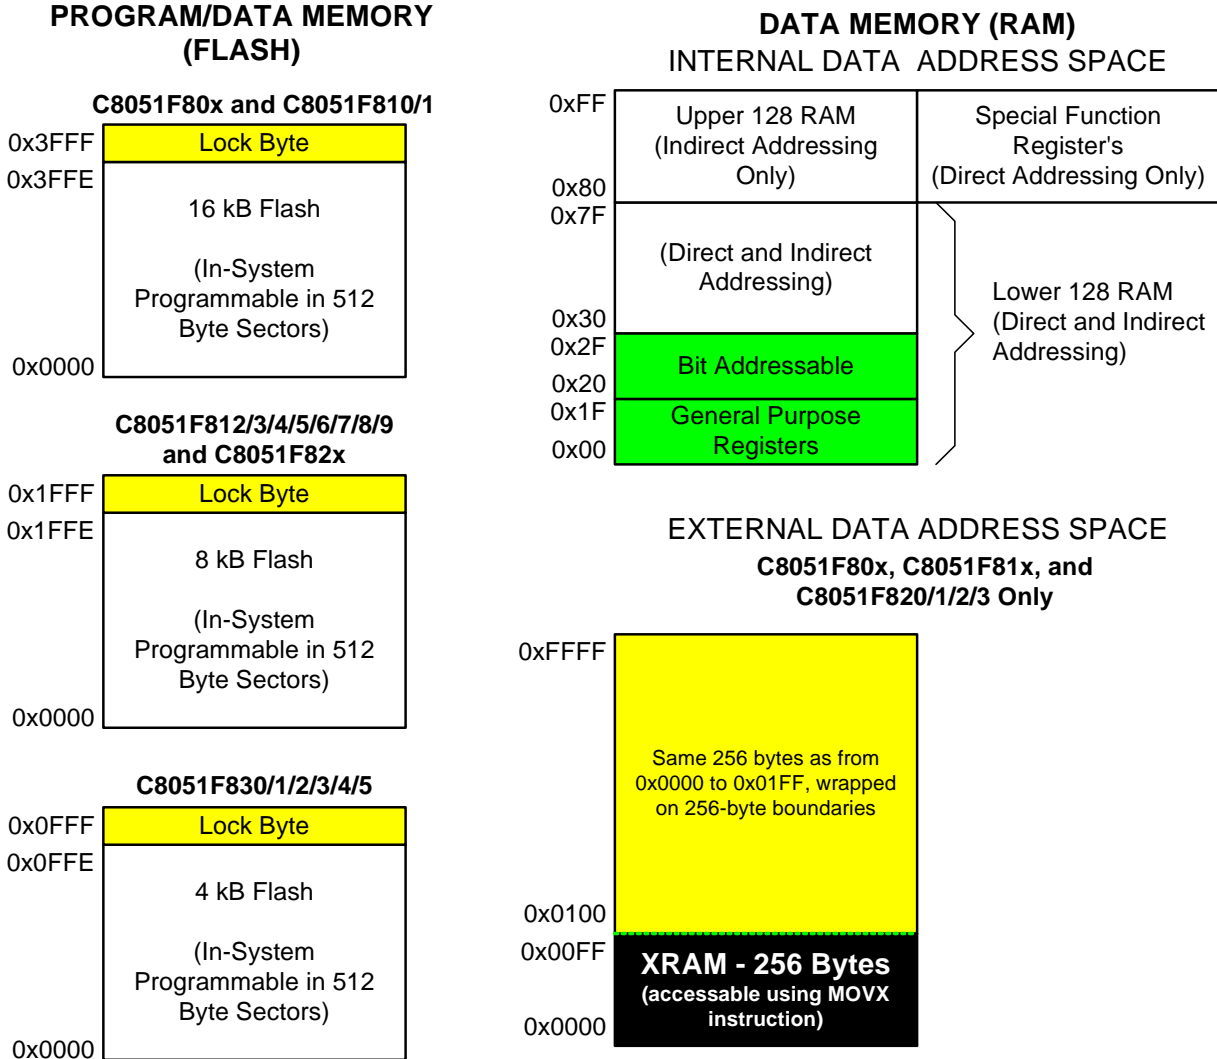 PROGRAM/DATA MEMORY
(FLASH)
C8051F80x and C8051F810/1
0x3FFF
Lock Byte
0x3FFE
16 kB Flash
(In-System
Programmable in 512
Byte Sectors)
0x0000
C8051F812/3/4/5/6/7/8/9
and C8051F82x
0x1FFF
Lock Byte
0x1FFE
8 kB Flash
(In-System
Programmable in 512
Byte Sectors)
0x0000
C8051F830/1/2/3/4/5
0x0FFF
Lock Byte
0x0FFE
4 kB Flash
(In-System
Programmable in 512
Byte Sectors)
0x0000
DATA MEMORY (RAM)
INTERNAL DATA ADDRESS SPACE
0xFF
Upper 128 RAM
(Indirect Addressing
Only)
0x80
Special Function
Register's
(Direct Addressing Only)
0x7F
(Direct and Indirect
Addressing)
0x30
0x2F
Bit Addressable
0x20
0x1F
General Purpose
Registers
0x00
Lower 128 RAM
(Direct and Indirect
Addressing)
EXTERNAL DATA ADDRESS SPACE
C8051F80x, C8051F81x, and
C8051F820/1/2/3 Only
0xFFFF
Same 256 bytes as from
0x0000 to 0x01FF, wrapped
on 256-byte boundaries
0x0100
0x00FF
XRAM - 256 Bytes
(accessable using MOVX
instruction)
0x0000